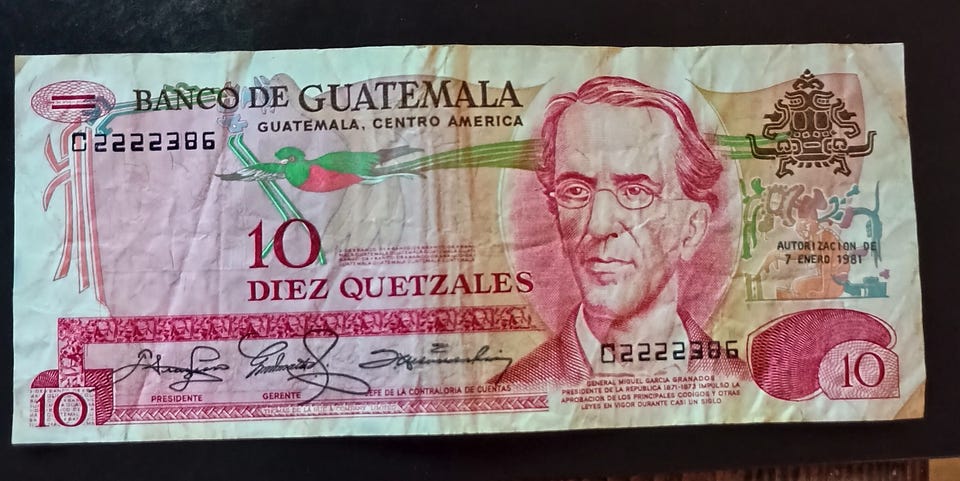 BANCO DE GUATEMALA
GUATEMALA, CENTRO AMERICA
C2222386
10
DIEZ QUETZALES
AUTORIZACION DE
7 ENERO 1981
C2222386
PRESIDENTE
GERENTE
JEFE DE LA CONTRALORIA DE CUENTAS
GENERAL MIGUEL GARCIA GRANADOS
PRESIDENTE DE LA REPUBLICA 1871-1873 IMPULSO LA
APROBACION DE LOS PRINCIPALES CODIGOS Y OTRAS
LEYES EN VIGOR DURANTE CASI UN SIGLO
10
10